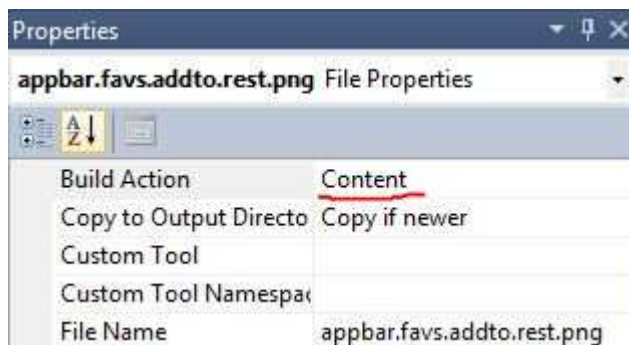 Properties
appbar.favs.addto.rest.png File Properties
Build Action Content
Copy to Output Directo Copy if newer
Custom Tool
Custom Tool Namespac
File Name appbar.favs.addto.rest.png